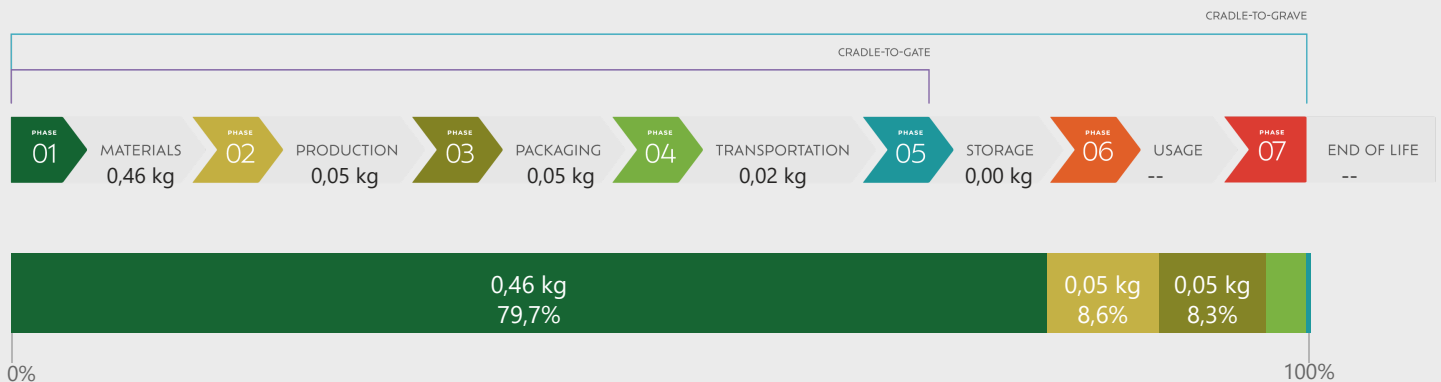 CRADLE-TO-GRAVE
CRADLE-TO-GATE
PHASE
01
MATERIALS
0,46 kg
PHASE
02
PRODUCTION
0,05 kg
PHASE
03
PACKAGING
0,05 kg
PHASE
04
TRANSPORTATION
0,02 kg
PHASE
05
STORAGE
0,00 kg
PHASE
06
USAGE
--
PHASE
07
END OF LIFE
--
0,46 kg
79,7%
0,05 kg
8,6%
0,05 kg
8,3%
0%
100%